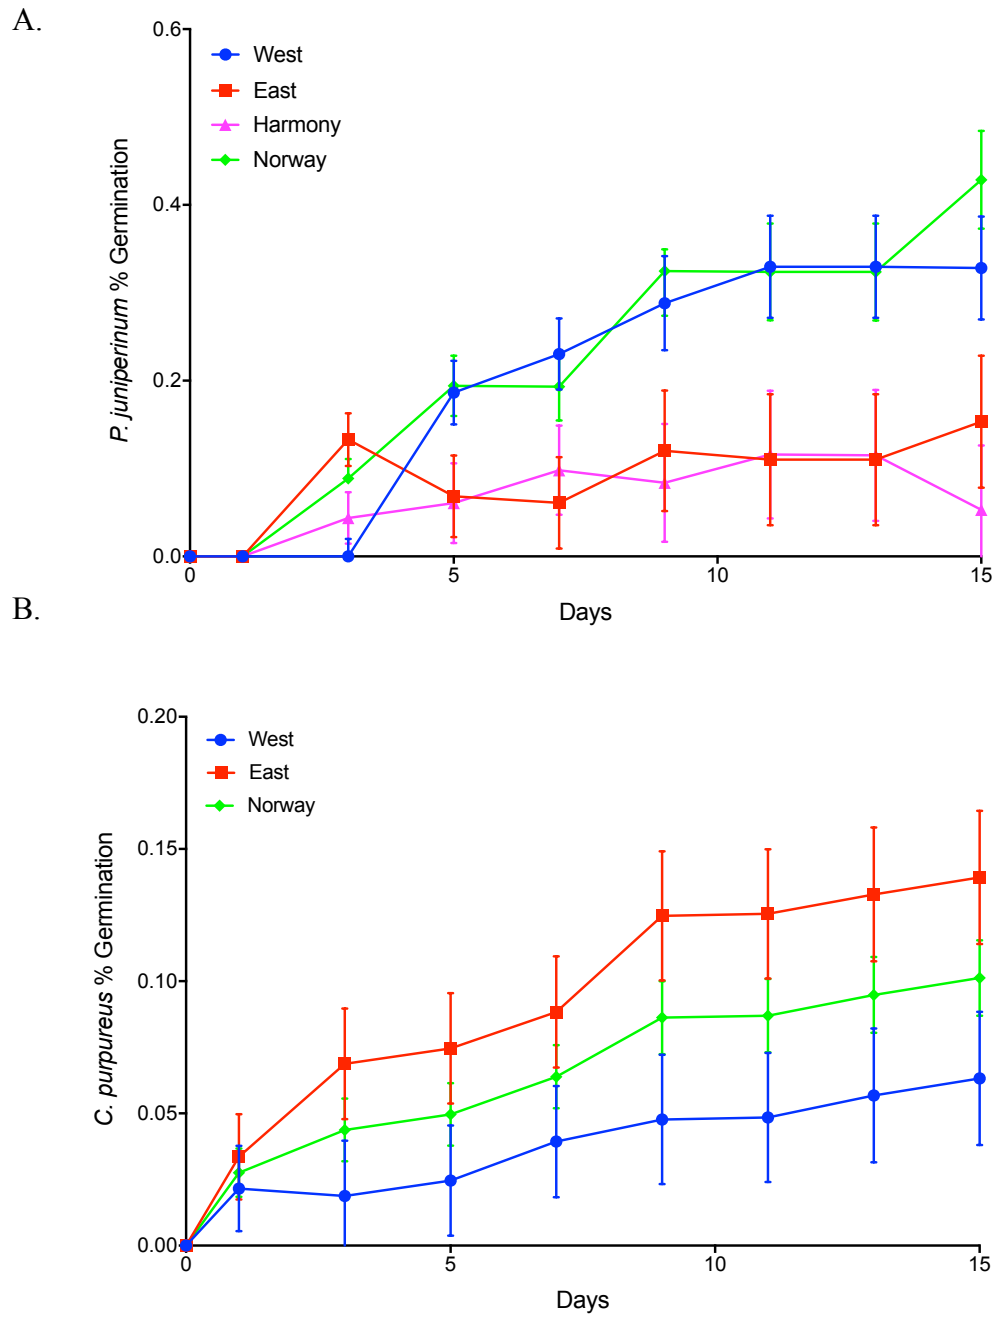 A.
0.6
West
East
Harmony
Norway
0.4
P. juniperinum % Germination
0.2
0.0
0 5 10 15
Days
B.
0.20
West
East
Norway
0.15
C. purpureus % Germination
0.10
0.05
0.00
0 5 10 15
Days